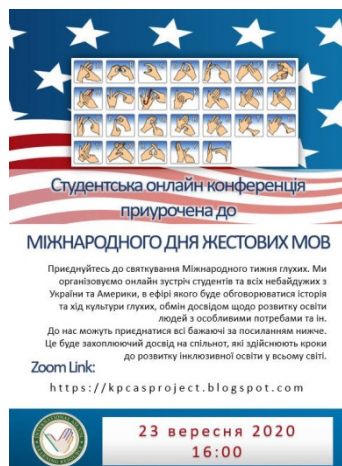 Студентська онлайн конференція
приурочена до
МІЖНАРОДНОГО ДНЯ ЖЕСТОВИХ МОВ
Приєднуйтесь до святкування Міжнародного тижня глухих. Ми
організовуємо онлайн зустріч студентів та всіх небайдужих з
України та Америки, в ефірі якого буде обговорюватися історія
та хід культури глухих, обмін досвідом щодо розвитку освіти
людей з особливими потребами та ін.
До нас можуть приєднатися всі бажаючі за посиланням нижче.
Це буде захоплюючий досвід на спільнот, які здійснюють кроки
до розвитку інклюзивної освіти у всьому світі.
Zoom Link:
https://kpcasproject.blogspot.com
23 вересня 2020
16:00